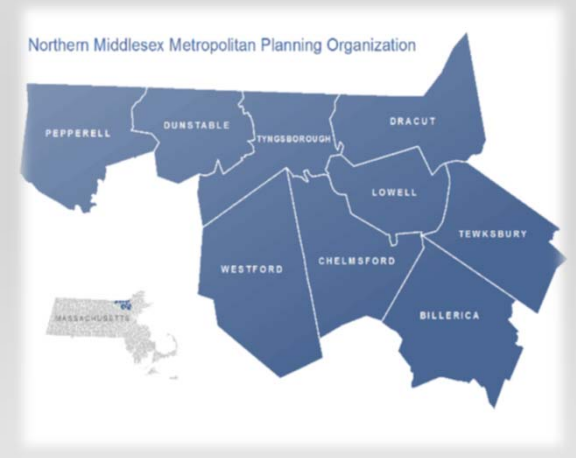 Northern Middlesex Metropolitan Planning Organization
DRACUT
DUNSTABLE
PEPPERELL
TYNGSBOROUGH
LOWELL
TEWKSBURY
CHELMSFORD
WESTFORD
BILLERICA
MASSACHUSETTS